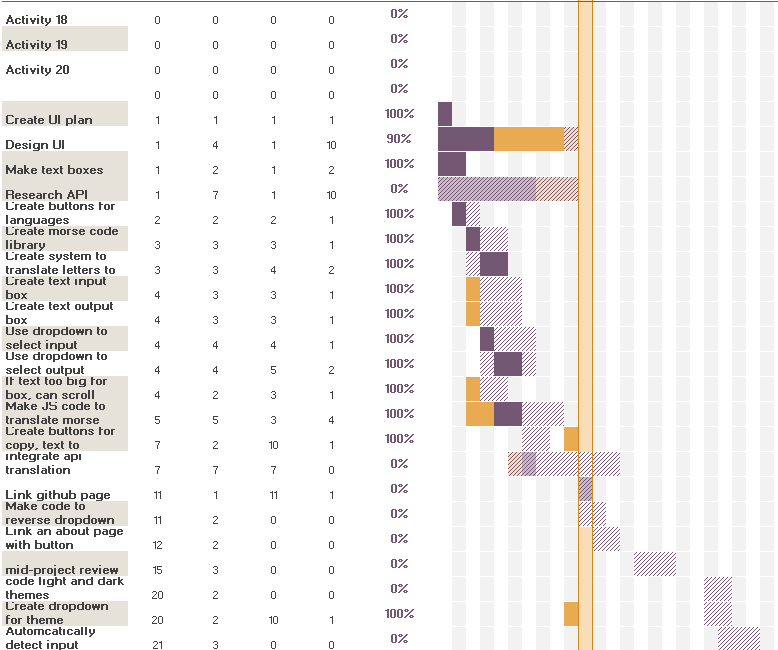 Activity 18 0 0 0 0 0%
Activity 19 0 0 0 0 0%
Activity 20 0 0 0 0 0%
0 0 0 0 0%
Create UI plan 1 1 1 1 100%
Design UI 1 4 1 10 90%
Make text boxes 1 2 1 2 100%
Research API 1 7 1 10 0%
Create buttons for
languages 2 2 2 1 100%
Create morse code
library 3 3 3 1 100%
Create system to
translate letters to 3 3 4 2 100%
Create text input
box 4 3 3 1 100%
Create text output
box 4 3 3 1 100%
Use dropdown to
select input 4 4 4 1 100%
Use dropdown to
select output 4 4 5 2 100%
If text too big for
box, can scroll 4 2 3 1 100%
Make JS code to
translate morse 5 5 3 4 100%
Create buttons for
copy, text to 7 2 10 1 100%
Integrate api
translation 7 7 7 0 0%
Link github page 11 1 11 1 0%
Make code to
reverse dropdown 11 2 0 0 0%
Link an about page
with button 12 2 0 0 0%
mid-project review 15 3 0 0 0%
code light and dark
themes 20 2 0 0 0%
Create dropdown
for theme 20 2 10 1 100%
Automcatically
detect input 21 3 0 0 0%